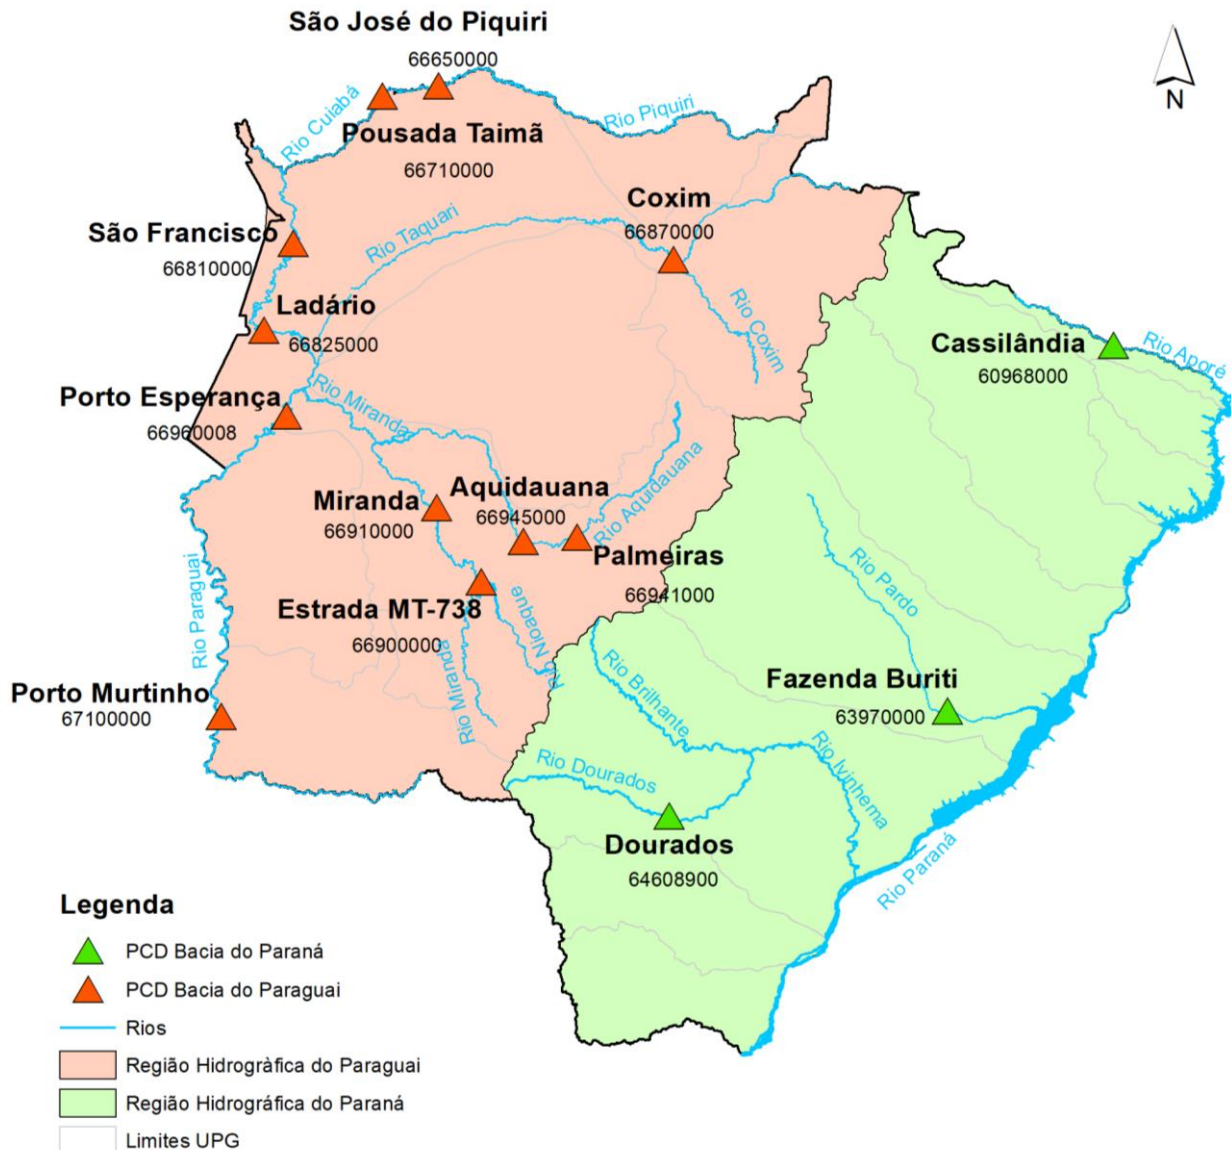 São José do Piquiri
66650000
N
Rio Cuiabá
Rio Piquiri
Pousada Taimã
66710000
Coxim
66870000
São Francisco
66810000
Rio Taquari
Ladário
66825000
Rio Coxim
Cassilândia
60968000
Rio Aporé
Porto Esperança
66960008
Rio Miranda
Miranda
66910000
Aquidauana
66945000
Rio Aquidauana
Palmeiras
66941000
Rio Paraguai
Estrada MT-738
66900000
Rio Nioaque
Rio Miranda
Rio Pardo
Porto Murtinho
67100000
Rio Brilhante
Fazenda Buriti
63970000
Rio Dourados
Rio Ivinhema
Dourados
64608900
Rio Paraná
Legenda
PCD Bacia do Paraná
PCD Bacia do Paraguai
Rios
Região Hidrogràfica do Paraguai
Região Hidrográfica do Paraná
Limites UPG